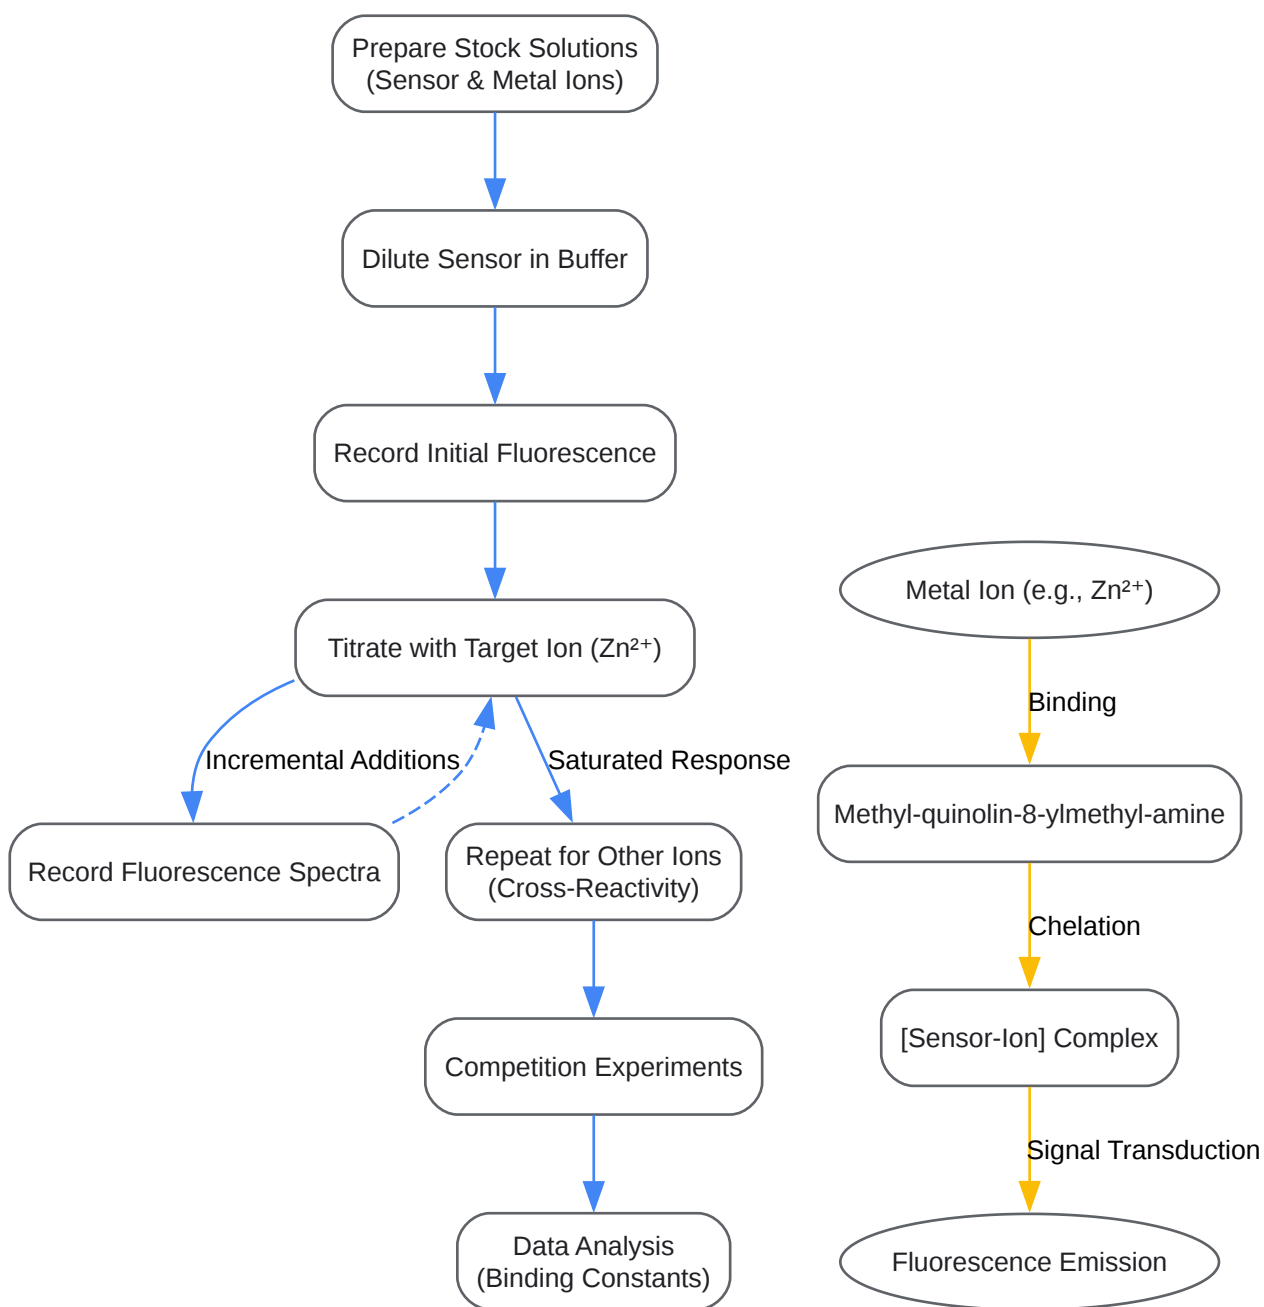 Prepare Stock Solutions
(Sensor & Metal Ions)
Dilute Sensor in Buffer
Record Initial Fluorescence
Titrate with Target Ion (Zn²⁺)
Incremental Additions
Saturated Response
Record Fluorescence Spectra
Repeat for Other Ions
(Cross-Reactivity)
Competition Experiments
Data Analysis
(Binding Constants)
Metal Ion (e.g., Zn²⁺)
Binding
Methyl-quinolin-8-ylmethyl-amine
Chelation
[Sensor-Ion] Complex
Signal Transduction
Fluorescence Emission